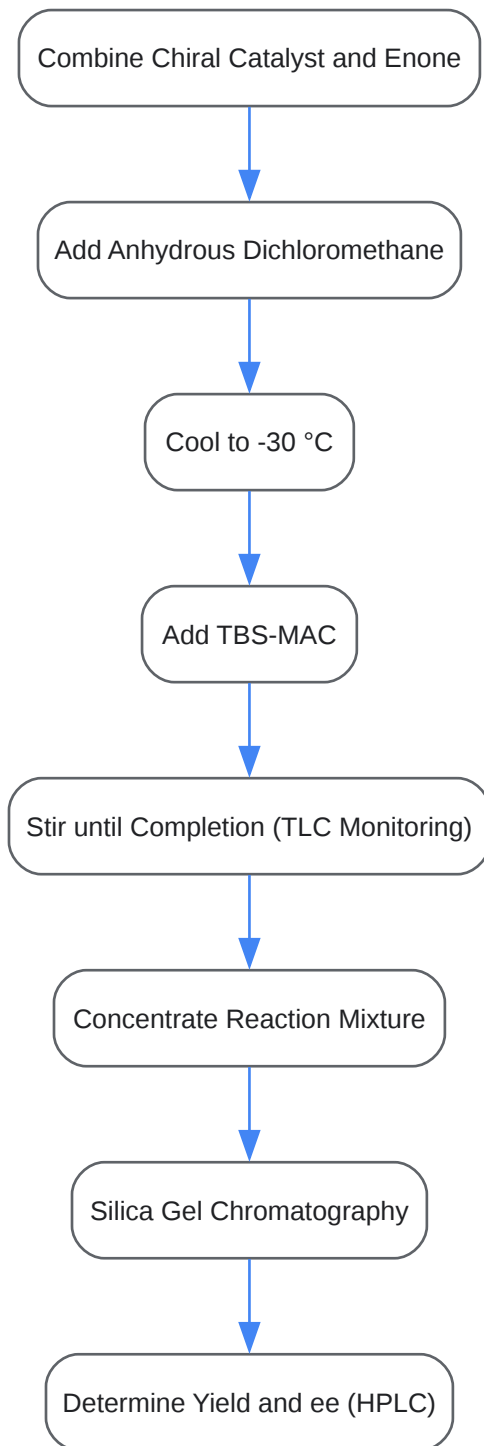 Combine Chiral Catalyst and Enone
Add Anhydrous Dichloromethane
Cool to -30 °C
Add TBS-MAC
Stir until Completion (TLC Monitoring)
Concentrate Reaction Mixture
Silica Gel Chromatography
Determine Yield and ee (HPLC)